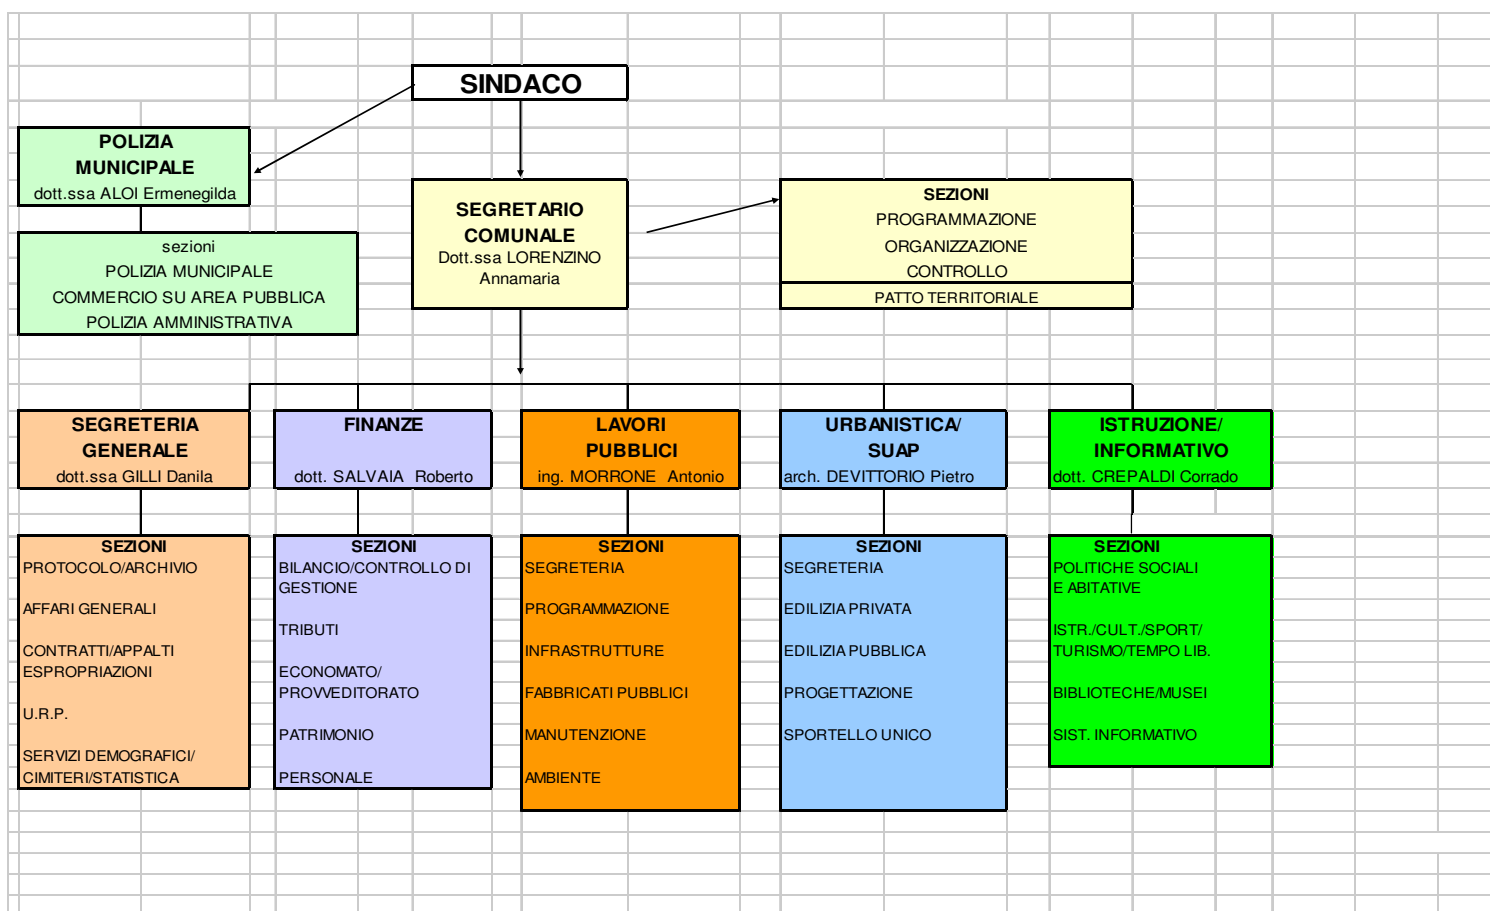 SINDACO
POLIZIA
MUNICIPALE
dott.ssa ALOI Ermenegilda
sezioni
POLIZIA MUNICIPALE
COMMERCIO SU AREA PUBBLICA
POLIZIA AMMINISTRATIVA
SEGRETARIO
COMUNALE
Dott.ssa LORENZINO
Annamaria
SEZIONI
PROGRAMMAZIONE
ORGANIZZAZIONE
CONTROLLO
PATTO TERRITORIALE
SEGRETERIA
GENERALE
dott.ssa GILLI Danila
SEZIONI
PROTOCOLO/ARCHIVIO
AFFARI GENERALI
CONTRATTI/APPALTI
ESPROPRIAZIONI
U.R.P.
SERVIZI DEMOGRAFICI/
CIMITERI/STATISTICA
FINANZE
dott. SALVAIA Roberto
SEZIONI
BILANCIO/CONTROLLO DI
GESTIONE
TRIBUTI
ECONOMATO/
PROVVEDITORATO
PATRIMONIO
PERSONALE
LAVORI
PUBBLICI
ing. MORRONE Antonio
SEZIONI
SEGRETERIA
PROGRAMMAZIONE
INFRASTRUTTURE
FABBRICATI PUBBLICI
MANUTENZIONE
AMBIENTE
URBANISTICA/
SUAP
arch. DEVITTORIO Pietro
SEZIONI
SEGRETERIA
EDILIZIA PRIVATA
EDILIZIA PUBBLICA
PROGETTAZIONE
SPORTELLO UNICO
ISTRUZIONE/
INFORMATIVO
dott. CREPALDI Corrado
SEZIONI
POLITICHE SOCIALI
E ABITATIVE
ISTR./CULT./SPORT/
TURISMO/TEMPO LIB.
BIBLIOTECHE/MUSEI
SIST. INFORMATIVO